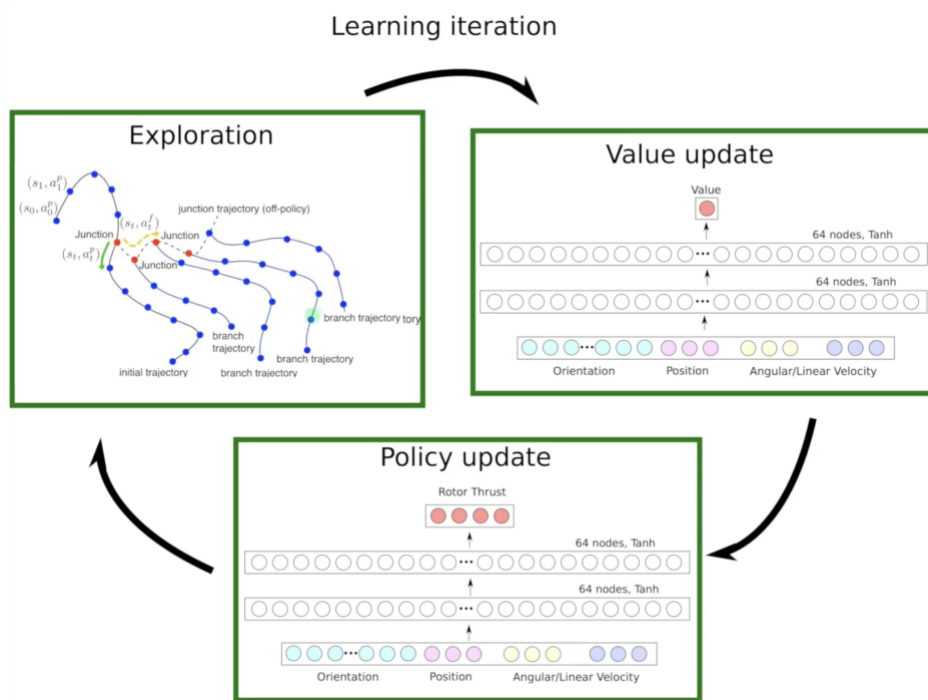 Learning iteration
Exploration
(s₁, a₁ᵖ)
(s₀, a₀ᵖ)
junction trajectory (off-policy)
(sₜ, aₜᶠ)
Junction
Junction
(sₜ, aₜᵖ)
Junction
branch trajectory tory
branch
trajectory
branch trajectory
initial trajectory
branch trajectory
Value update
Value
64 nodes, Tanh
...
64 nodes, Tanh
...
...
Orientation Position Angular/Linear Velocity
Policy update
Rotor Thrust
64 nodes, Tanh
...
64 nodes, Tanh
...
...
Orientation Position Angular/Linear Velocity